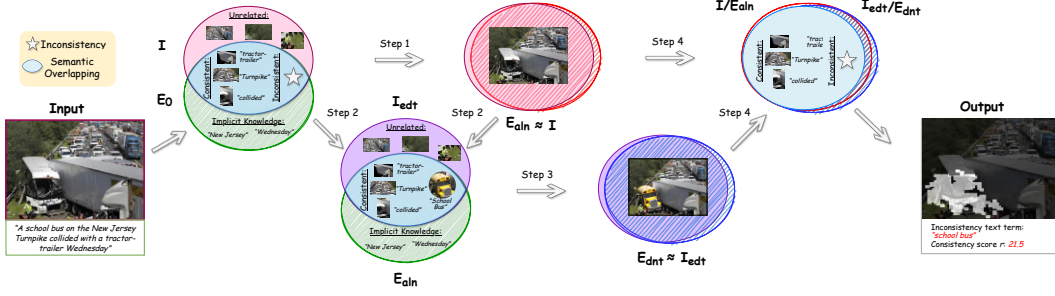 Inconsistency
Semantic
Overlapping
Input
"A school bus on the New Jersey
Turnpike collided with a tractor-
trailer Wednesday"
I
E0
Unrelated:
Consistent:
"tractor-
trailer"
"Turnpike"
"collided"
Inconsistent:
Implicit Knowledge:
"New Jersey"
"Wednesday"
Step 1
Step 2
Iedt
Unrelated:
Consistent:
"tractor-
trailer"
"Turnpike"
"collided"
"School
Bus"
Implicit Knowledge:
"New Jersey"
"Wednesday"
Ealn
Step 2
Ealn ≈ I
Step 3
Ednt ≈ Iedt
Step 4
Step 4
I/Ealn
Iedt/Ednt
Consistent:
"Turnpike"
"collided"
Inconsistent:
Output
Inconsistency text term:
"school bus"
Consistency score r: 21.5